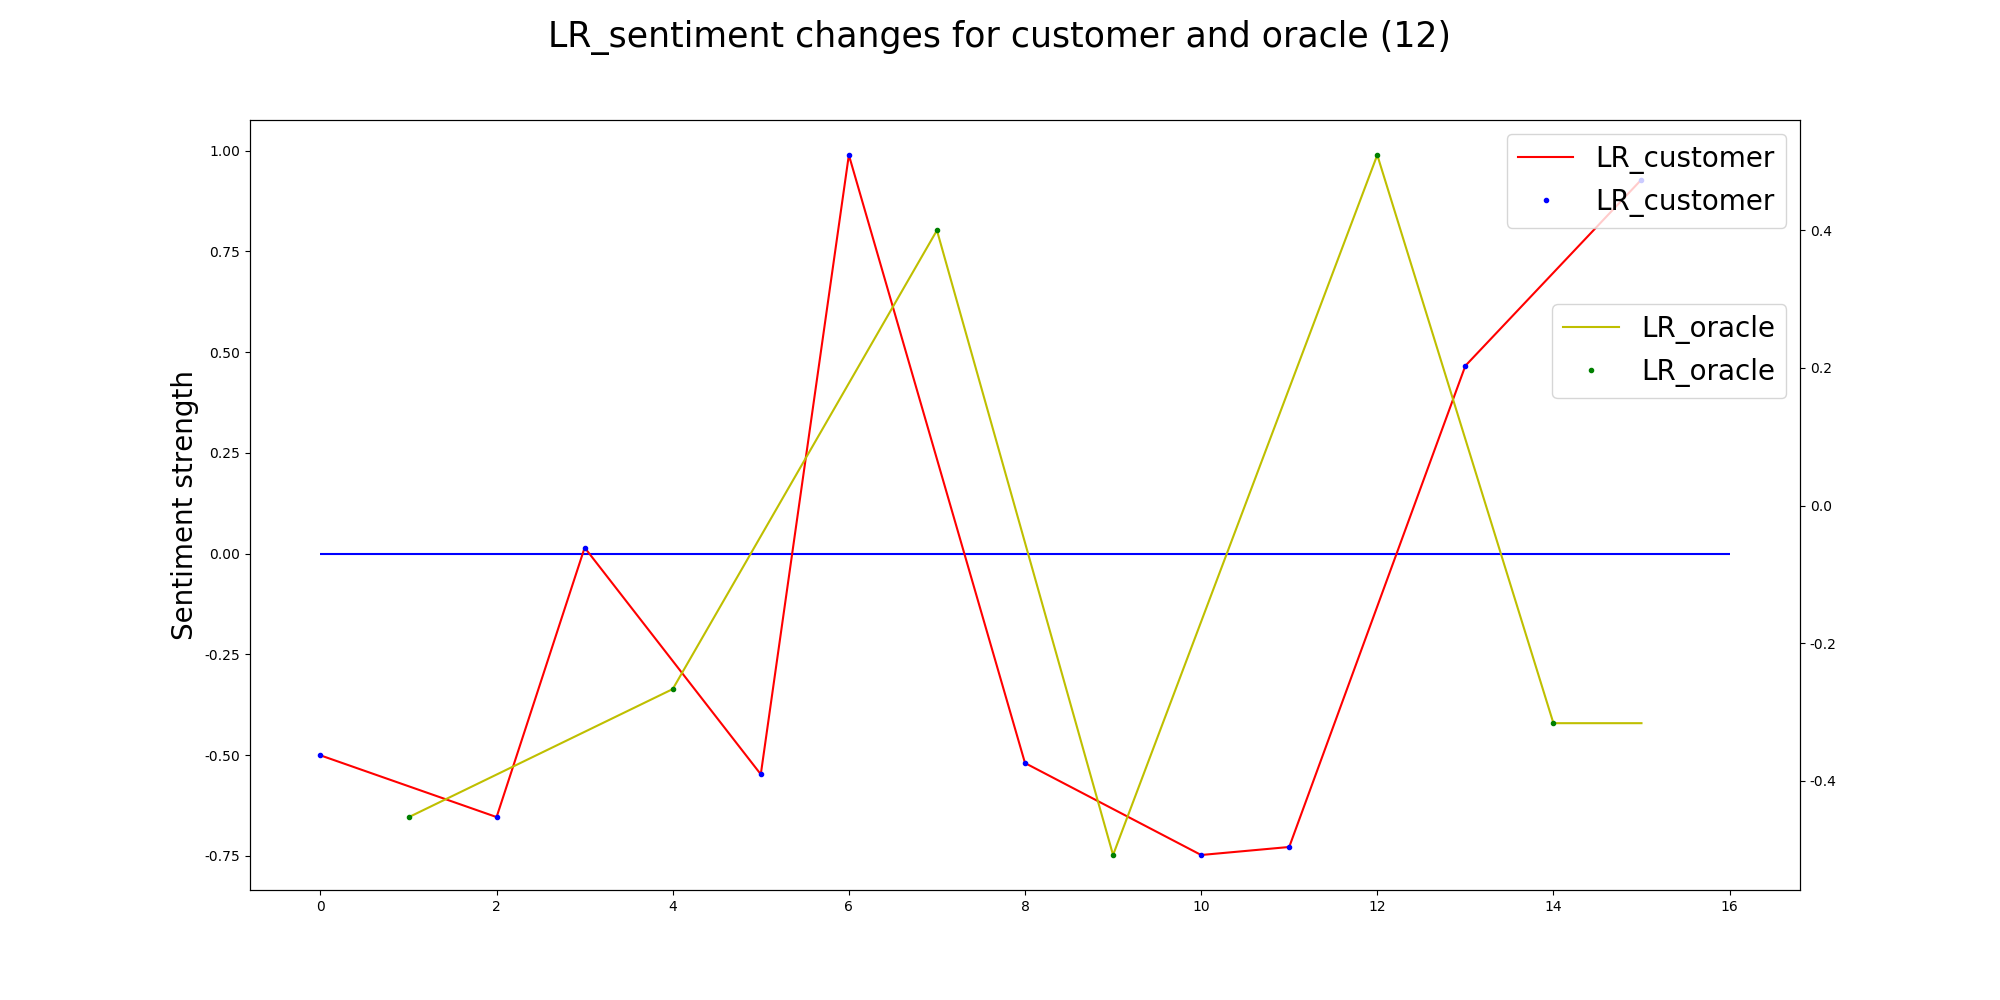 LR_sentiment changes for customer and oracle (12)
Sentiment strength
1.00
0.75
0.50
0.25
0.00
-0.25
-0.50
-0.75
LR_customer
LR_customer
LR_oracle
LR_oracle
0.4
0.2
0.0
-0.2
-0.4
0 2 4 6 8 10 12 14 16